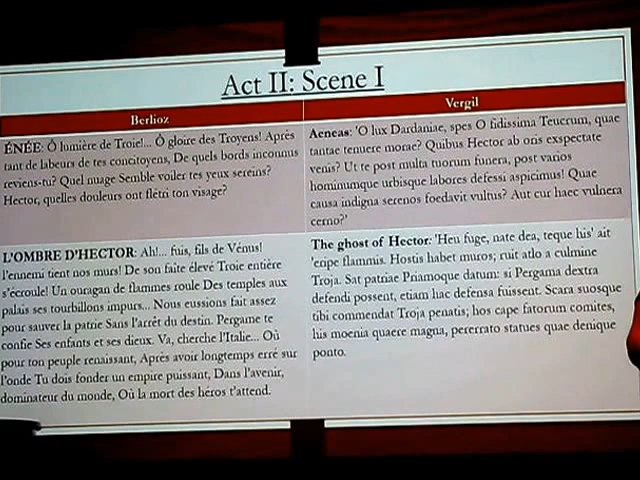 Act II: Scene I
Berlioz
Vergil
ÉNÉE: Ô lumière de Troie!... Ô gloire des Troyens! Après
tant de labeurs de tes concitoyens, De quels bords inconnus
reviens-tu? Quel nuage Semble voiler tes yeux sereins?
Hector, quelles douleurs ont flétri ton visage?
Aeneas: 'O lux Dardaniae, spes O fidissima Teucrum, quae
tantae tenuere morae? Quibus Hector ab oris exspectate
venis? Ut te post multa tuorum funera, post varios
hominumque urbisque labores defessi aspicimus! Quae
causa indigna serenos foedavit vultus? Aut cur haec vulnera
cerno?'
L'OMBRE D'HECTOR: Ah!... fuis, fils de Vénus!
l'ennemi tient nos murs! De son faîte élevé Troie entière
s'écroule! Un ouragan de flammes roule Des temples aux
palais ses tourbillons impurs... Nous eussions fait assez
pour sauver la patrie Sans l'arrêt du destin. Pergame te
confie Ses enfants et ses dieux. Va, cherche l'Italie... Où
pour ton peuple renaissant, Après avoir longtemps erré sur
l'onde Tu dois fonder un empire puissant, Dans l'avenir,
dominateur du monde, Où la mort des héros t'attend.
The ghost of Hector: 'Heu fuge, nate dea, teque his' ait
'eripe flammis. Hostis habet muros; ruit atlo a culmine
Troja. Sat patriae Priamoque datum: si Pergama dextra
defendi possent, etiam hac defensa fuissent. Scara suosque
tibi commendat Troja penatis; hos cape fatorum comites,
his moenia quaere magna, pererrato statues quae denique
ponto.